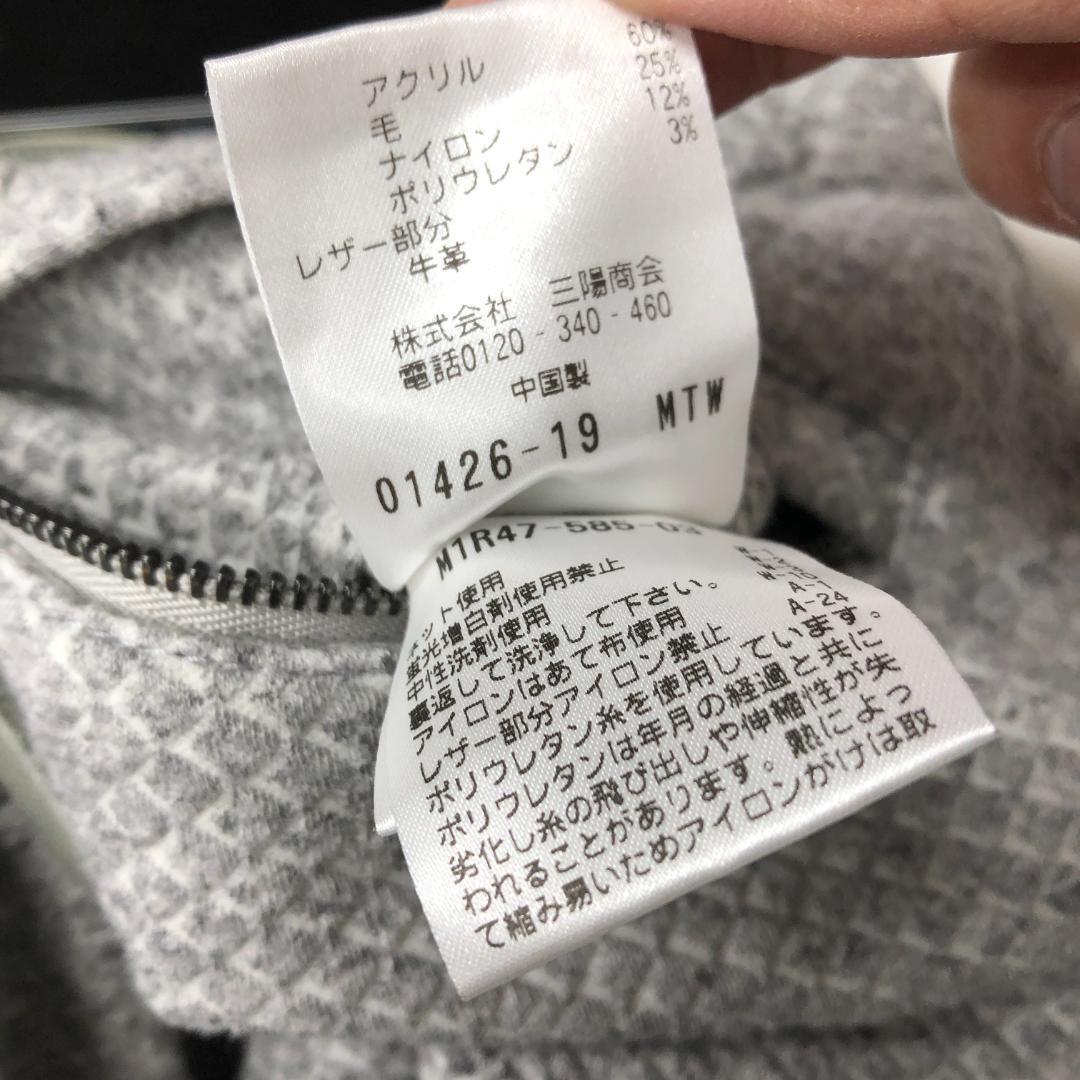 アクリル 60%
毛 25%
ナイロン 12%
ポリウレタン 3%
レザー部分
牛革
株式会社 三陽商会
電話0120-340-460
中国製
01426-19 MTW
M1R47-585-03
ネット使用
蛍光増白剤使用禁止
中性洗剤使用
裏返して洗浄して下さい。
アイロンはあて布使用
レザー部分アイロン禁止
ポリウレタン糸を使用しています。
ポリウレタンは年月の経過と共に
劣化し糸の飛び出しや伸縮性が失
われることがあります。熱によっ
て縮み易いためアイロンがけは取
A-24